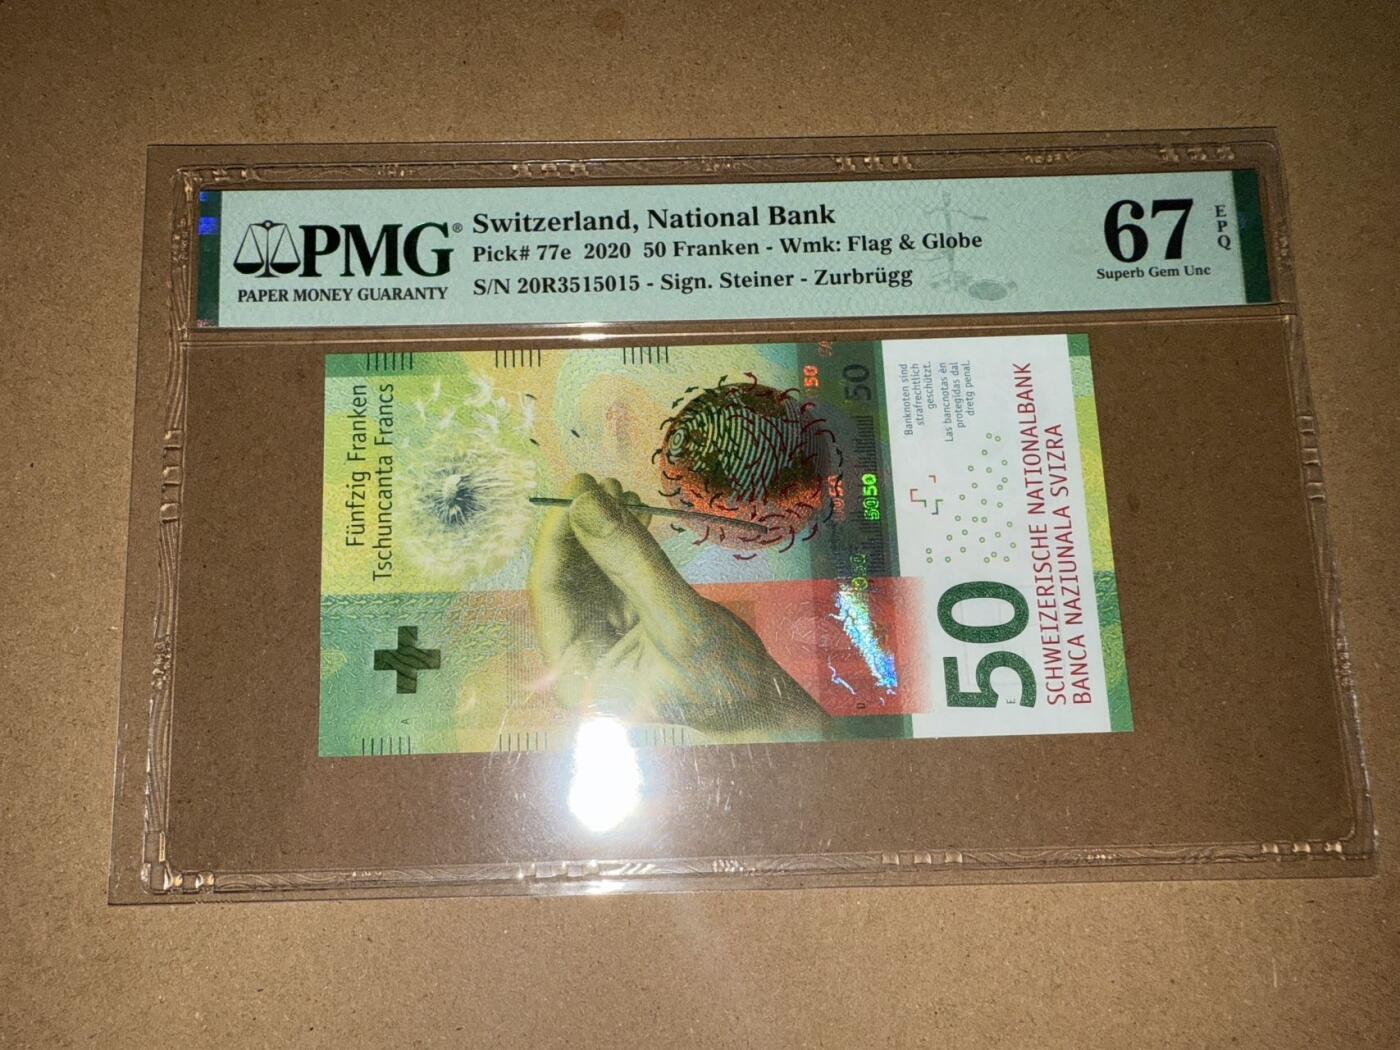 PMG®
PAPER MONEY GUARANTY
Switzerland, National Bank
Pick# 77e 2020 50 Franken - Wmk: Flag & Globe
S/N 20R3515015 - Sign. Steiner - Zurbrügg
67
EPQ
Superb Gem Unc
Fünfzig Franken
Tschuncanta Francs
50
50
5050
Banknoten sind
strafrechtlich
geschützt.
Las bancnotas èn
protegidas dal
dretg penal.
50
SCHWEIZERISCHE NATIONALBANK
BANCA NAZIUNALA SVIZRA
A
D
E